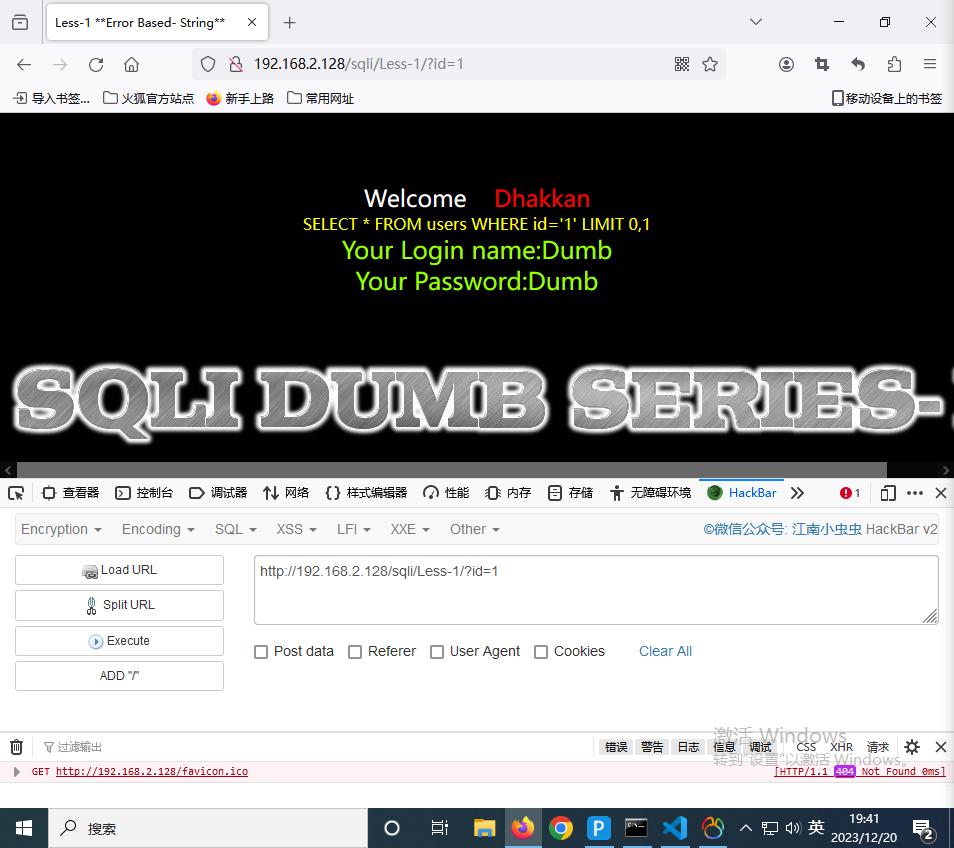 Less-1 **Error Based- String**
192.168.2.128/sqli/Less-1/?id=1
导入书签... 火狐官方站点 新手上路 常用网址 移动设备上的书签
Welcome Dhakkan
SELECT * FROM users WHERE id='1' LIMIT 0,1
Your Login name:Dumb
Your Password:Dumb
SQLI DUMB SERIES-
查看器 控制台 调试器 网络 样式编辑器 性能 内存 存储 无障碍环境 HackBar 1
Encryption Encoding SQL XSS LFI XXE Other ©微信公众号: 江南小虫虫 HackBar v2
Load URL
http://192.168.2.128/sqli/Less-1/?id=1
Split URL
Execute
Post data Referer User Agent Cookies Clear All
ADD "/"
激活 Windows
过滤输出 错误 警告 日志 信息 调试 CSS XHR 请求
转到"设置"以激活 Windows。
GET http://192.168.2.128/favicon.ico [HTTP/1.1 404 Not Found 0ms]
搜索 英 19:41
2023/12/20 2